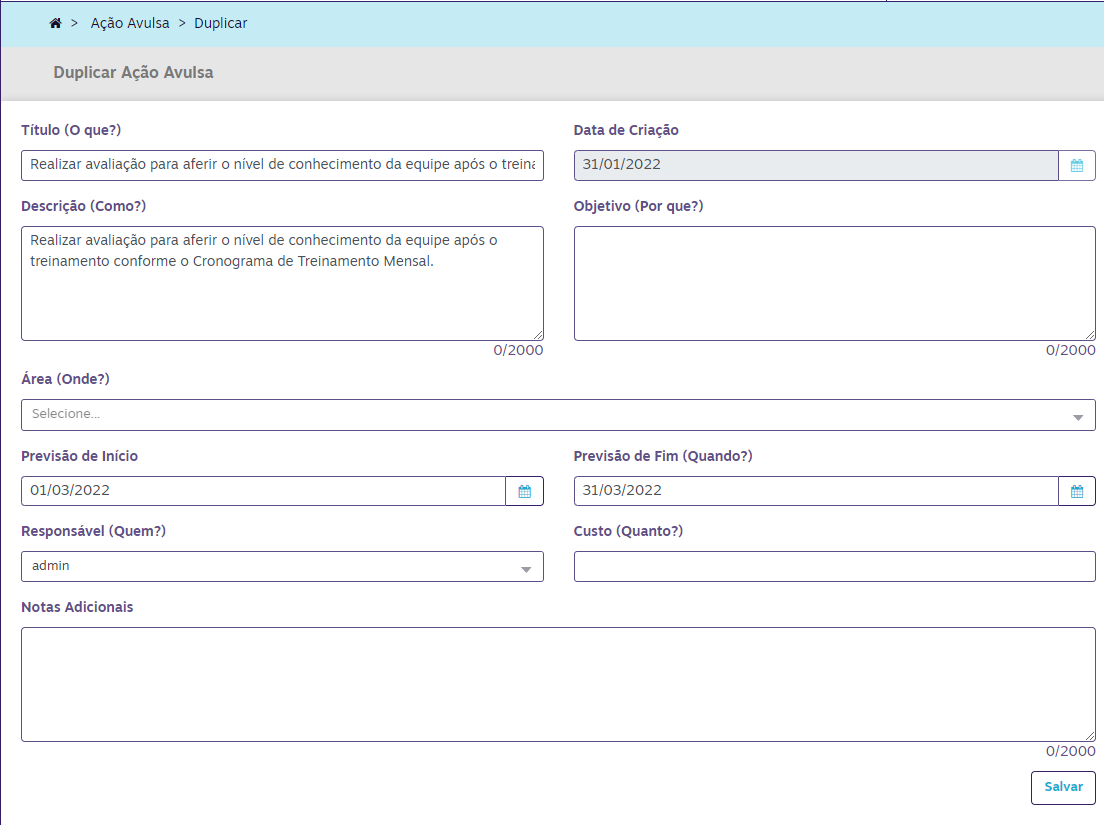 > Ação Avulsa > Duplicar
Duplicar Ação Avulsa
Título (O que?)
Data de Criação
Realizar avaliação para aferir o nível de conhecimento da equipe após o treina
31/01/2022
Descrição (Como?)
Objetivo (Por que?)
Realizar avaliação para aferir o nível de conhecimento da equipe após o
treinamento conforme o Cronograma de Treinamento Mensal.
0/2000
0/2000
Área (Onde?)
Selecione...
Previsão de Início
Previsão de Fim (Quando?)
01/03/2022
31/03/2022
Responsável (Quem?)
Custo (Quanto?)
admin
Notas Adicionais
0/2000
Salvar